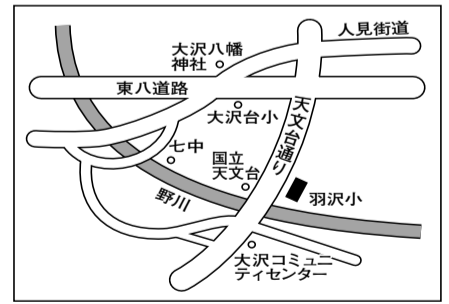 人見街道
大沢八幡
神社
東八道路
大沢台小
天文台通り
七中
国立
天文台
羽沢小
野川
大沢コミュニ
ティセンター